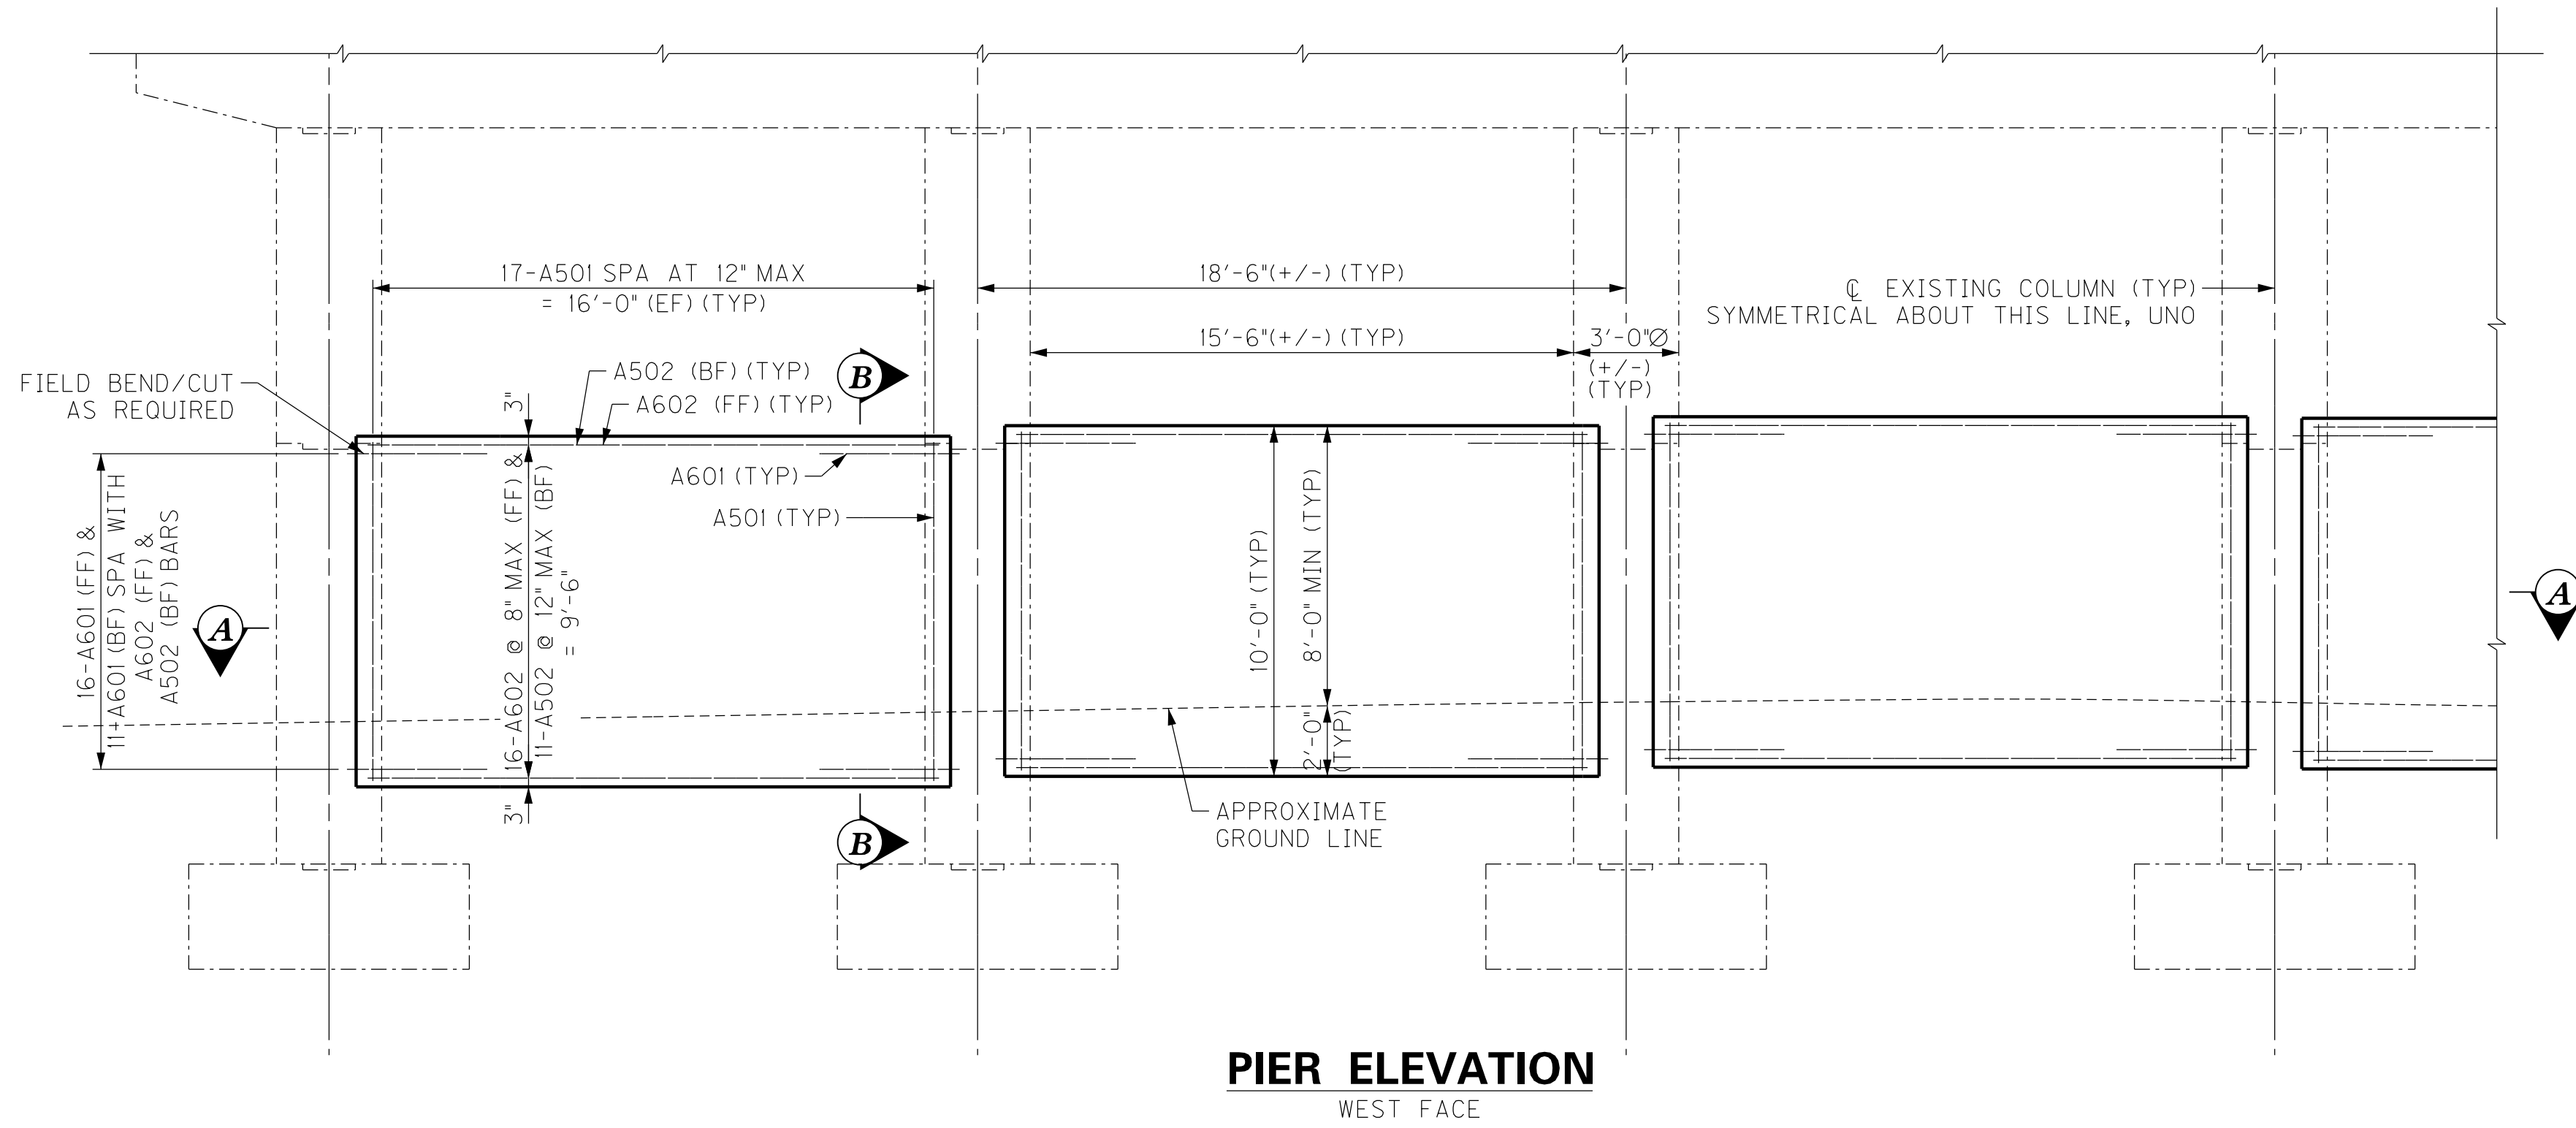 17-A501 SPA AT 12" MAX
= 16'-0" (EF) (TYP)
18'-6"(+/-) (TYP)
℄ EXISTING COLUMN (TYP)
SYMMETRICAL ABOUT THIS LINE, UNO
15'-6"(+/-) (TYP)
3'-0"Ø
(+/-)
(TYP)
FIELD BEND/CUT
AS REQUIRED
A502 (BF) (TYP)
A602 (FF) (TYP)
B
3"
A601 (TYP)
A501 (TYP)
16-A601 (FF) &
11-A601 (BF) SPA WITH
A602 (FF) &
A502 (BF) BARS
A
16-A602 @ 8" MAX (FF) &
11-A502 @ 12" MAX (BF)
= 9'-6"
10'-0" (TYP)
8'-0" MIN (TYP)
2'-0"
(TYP)
A
3"
B
APPROXIMATE
GROUND LINE
PIER ELEVATION
WEST FACE